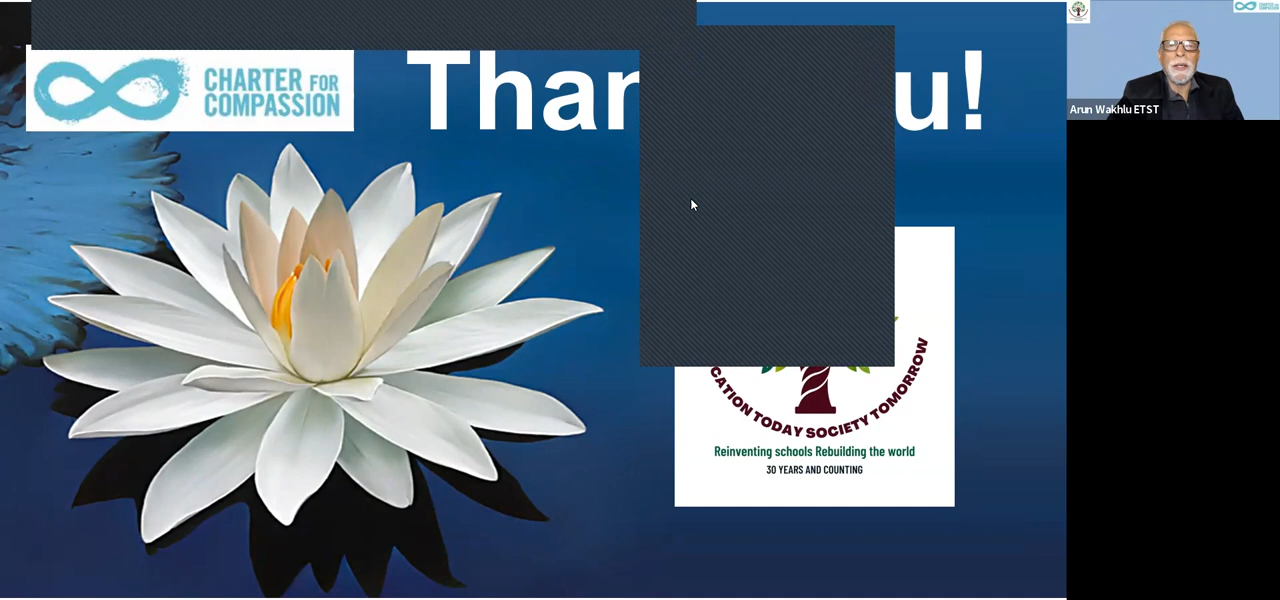 CHARTER FOR
COMPASSION
Than u!
CATION TODAY SOCIETY TOMORROW
Reinventing schools Rebuilding the world
30 YEARS AND COUNTING
Arun Wakhlu ETST